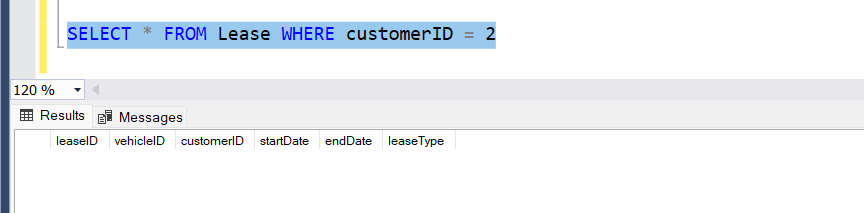 SELECT * FROM Lease WHERE customerID = 2
120 %
Results Messages
leaseID vehicleID customerID startDate endDate leaseType